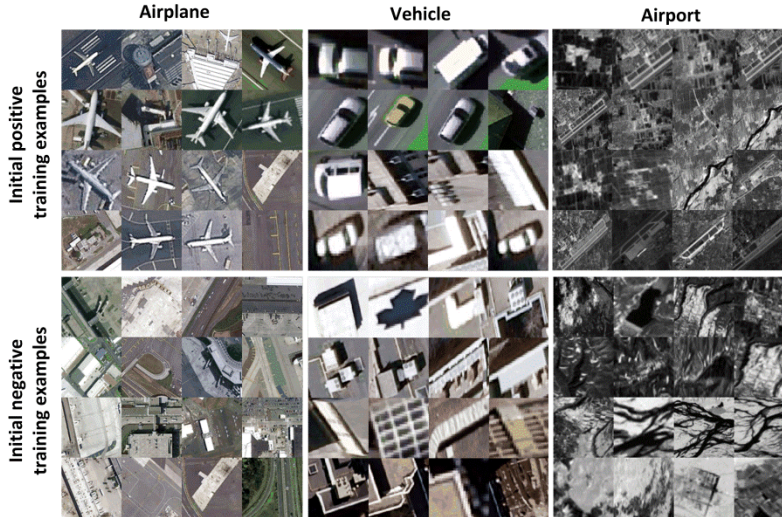 Airplane
Vehicle
Airport
Initial positive
training examples
Initial negative
training examples